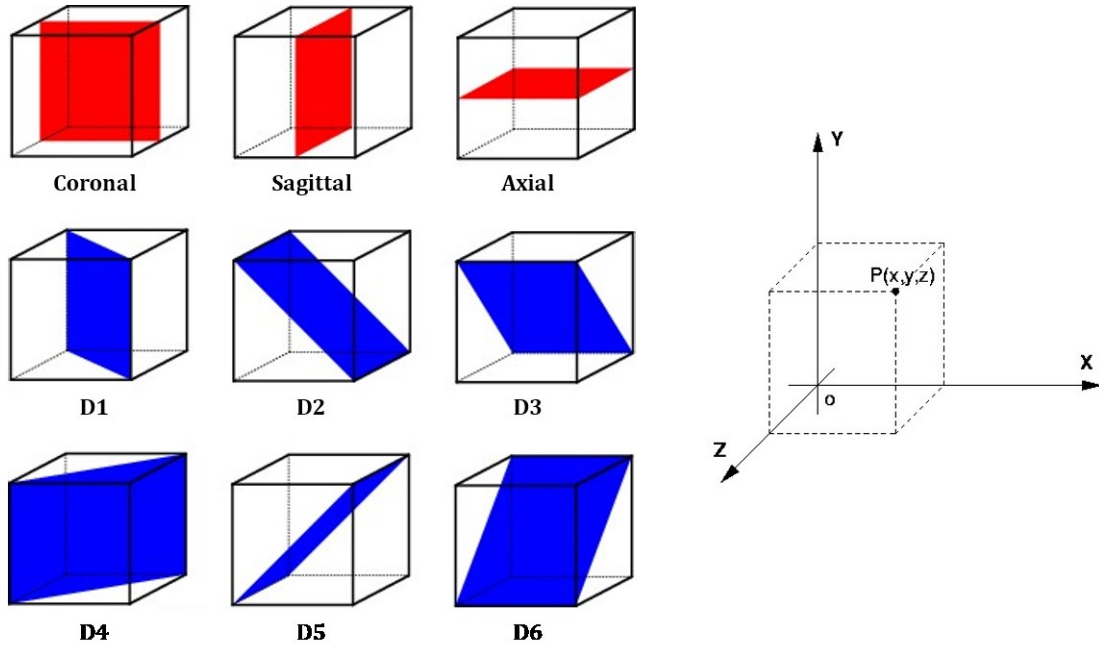 Coronal
Sagittal
Axial
D1
D2
D3
D4
D5
D6
Y
P(x,y,z)
X
o
Z